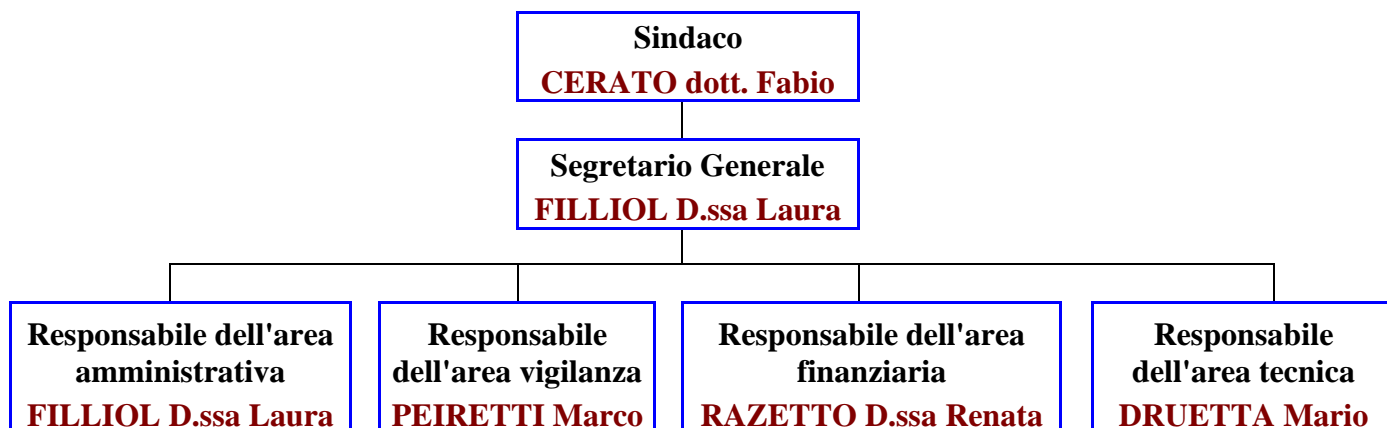 Sindaco
CERATO dott. Fabio
Segretario Generale
FILLIOL D.ssa Laura
Responsabile dell'area
amministrativa
FILLIOL D.ssa Laura
Responsabile
dell'area vigilanza
PEIRETTI Marco
Responsabile dell'area
finanziaria
RAZETTO D.ssa Renata
Responsabile
dell'area tecnica
DRUETTA Mario